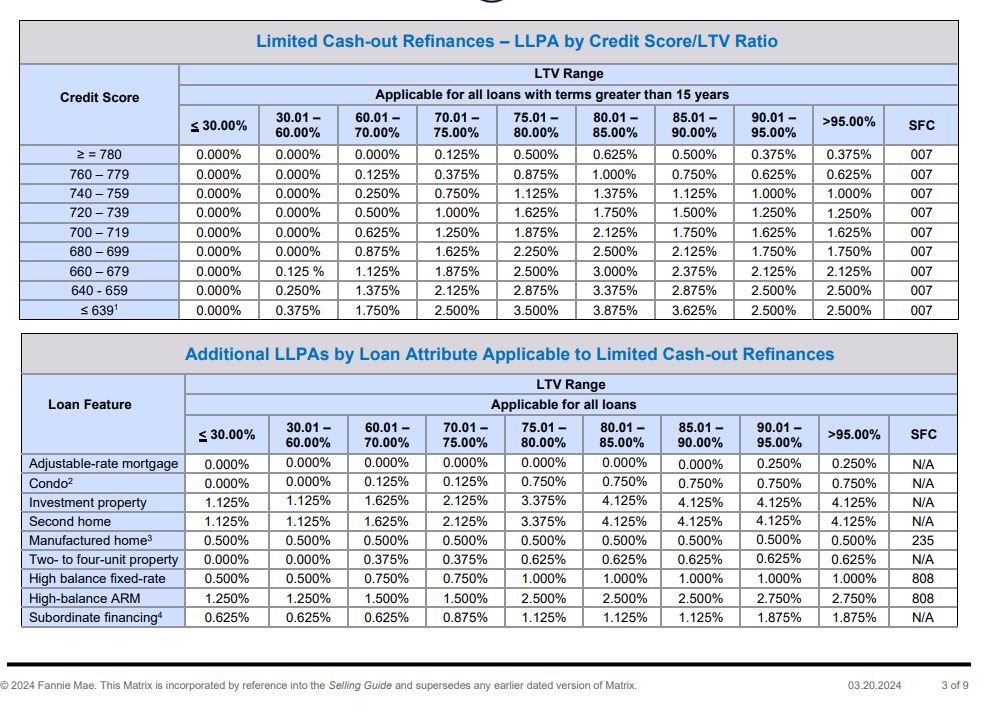 Limited Cash-out Refinances – LLPA by Credit Score/LTV Ratio
Credit Score
LTV Range
Applicable for all loans with terms greater than 15 years
≤ 30.00% 30.01 – 60.00% 60.01 – 70.00% 70.01 – 75.00% 75.01 – 80.00% 80.01 – 85.00% 85.01 – 90.00% 90.01 – 95.00% >95.00% SFC
≥ = 780 0.000% 0.000% 0.000% 0.125% 0.500% 0.625% 0.500% 0.375% 0.375% 007
760 – 779 0.000% 0.000% 0.125% 0.375% 0.875% 1.000% 0.750% 0.625% 0.625% 007
740 – 759 0.000% 0.000% 0.250% 0.750% 1.125% 1.375% 1.125% 1.000% 1.000% 007
720 – 739 0.000% 0.000% 0.500% 1.000% 1.625% 1.750% 1.500% 1.250% 1.250% 007
700 – 719 0.000% 0.000% 0.625% 1.250% 1.875% 2.125% 1.750% 1.625% 1.625% 007
680 – 699 0.000% 0.000% 0.875% 1.625% 2.250% 2.500% 2.125% 1.750% 1.750% 007
660 – 679 0.000% 0.125 % 1.125% 1.875% 2.500% 3.000% 2.375% 2.125% 2.125% 007
640 - 659 0.000% 0.250% 1.375% 2.125% 2.875% 3.375% 2.875% 2.500% 2.500% 007
≤ 639¹ 0.000% 0.375% 1.750% 2.500% 3.500% 3.875% 3.625% 2.500% 2.500% 007
Additional LLPAs by Loan Attribute Applicable to Limited Cash-out Refinances
Loan Feature
LTV Range
Applicable for all loans
≤ 30.00% 30.01 – 60.00% 60.01 – 70.00% 70.01 – 75.00% 75.01 – 80.00% 80.01 – 85.00% 85.01 – 90.00% 90.01 – 95.00% >95.00% SFC
Adjustable-rate mortgage 0.000% 0.000% 0.000% 0.000% 0.000% 0.000% 0.000% 0.250% 0.250% N/A
Condo² 0.000% 0.000% 0.125% 0.125% 0.750% 0.750% 0.750% 0.750% 0.750% N/A
Investment property 1.125% 1.125% 1.625% 2.125% 3.375% 4.125% 4.125% 4.125% 4.125% N/A
Second home 1.125% 1.125% 1.625% 2.125% 3.375% 4.125% 4.125% 4.125% 4.125% N/A
Manufactured home³ 0.500% 0.500% 0.500% 0.500% 0.500% 0.500% 0.500% 0.500% 0.500% 235
Two- to four-unit property 0.000% 0.000% 0.375% 0.375% 0.625% 0.625% 0.625% 0.625% 0.625% N/A
High balance fixed-rate 0.500% 0.500% 0.750% 0.750% 1.000% 1.000% 1.000% 1.000% 1.000% 808
High-balance ARM 1.250% 1.250% 1.500% 1.500% 2.500% 2.500% 2.500% 2.750% 2.750% 808
Subordinate financing⁴ 0.625% 0.625% 0.625% 0.875% 1.125% 1.125% 1.125% 1.875% 1.875% N/A
© 2024 Fannie Mae. This Matrix is incorporated by reference into the Selling Guide and supersedes any earlier dated version of Matrix. 03.20.2024 3 of 9